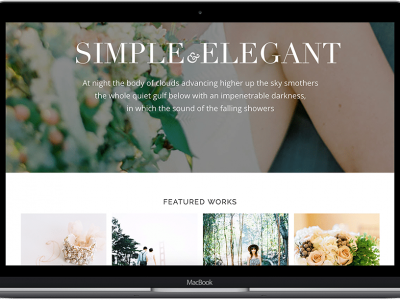 SIMPLE & ELEGANT
At night the body of clouds advancing higher up the sky smothers
the whole quiet gulf below with an impenetrable darkness,
in which the sound of the falling showers
FEATURED WORKS
MacBook